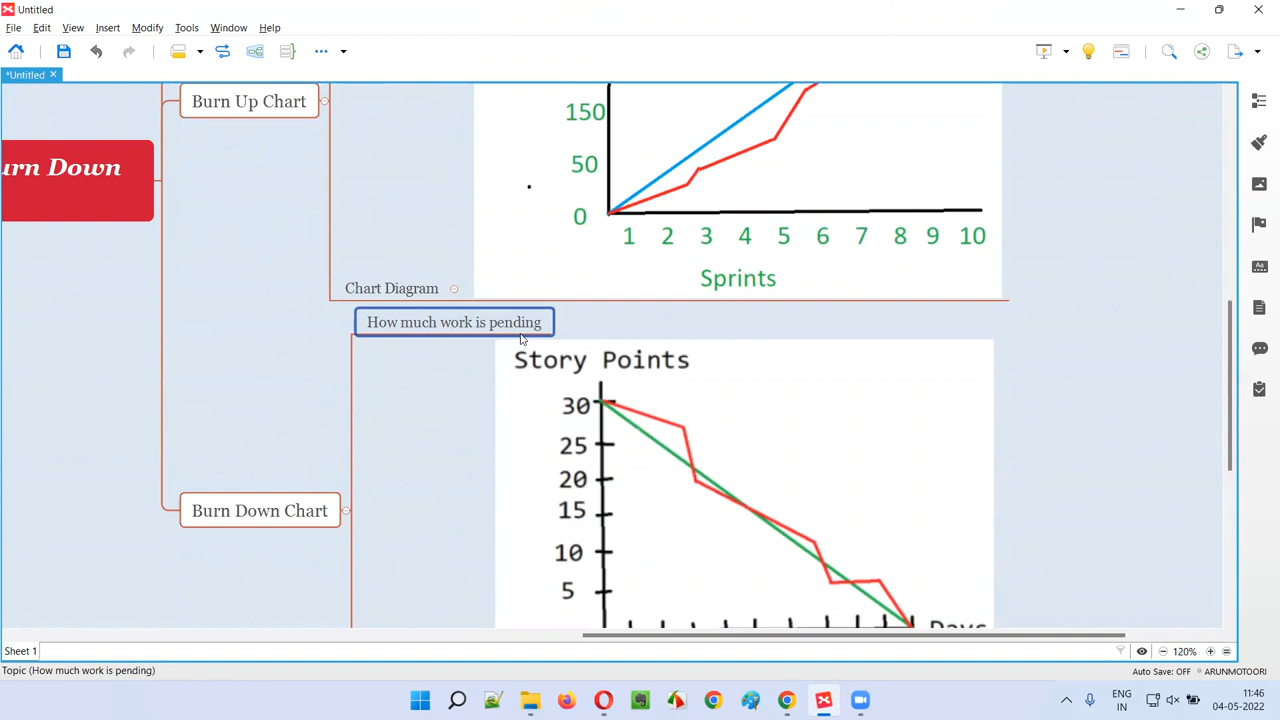 Untitled
File Edit View Insert Modify Tools Window Help
*Untitled
Burn Up Chart
150
50
0
1 2 3 4 5 6 7 8 9 10
Sprints
Chart Diagram
urn Down
How much work is pending
Story Points
30
25
20
15
10
5
Days
Burn Down Chart
Sheet 1
120%
Topic (How much work is pending)
Auto Save: OFF
ARUNMOTOORI
ENG
IN
11:46
04-05-2022